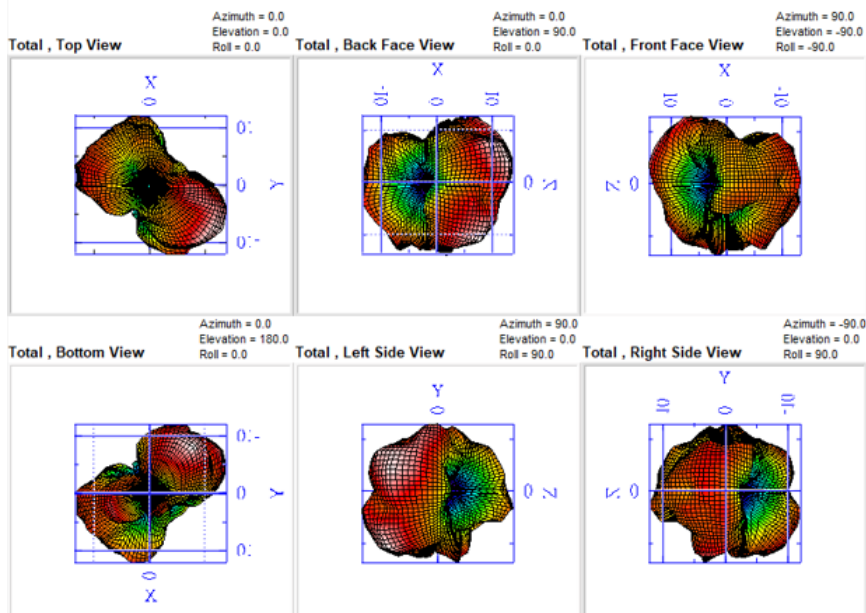 Azimuth = 0.0
Elevation = 0.0
Roll = 0.0
Total , Top View
Azimuth = 0.0
Elevation = 90.0
Roll = 0.0
Total , Back Face View
Azimuth = 90.0
Elevation = -90.0
Roll = -90.0
Total , Front Face View
X
0
0
Y
X
-10
0
10
0
Z
X
10
0
-10
Z
0
Azimuth = 0.0
Elevation = 180.0
Roll = 0.0
Total , Bottom View
Azimuth = 90.0
Elevation = 0.0
Roll = 90.0
Total , Left Side View
Azimuth = -90.0
Elevation = 0.0
Roll = 90.0
Total , Right Side View
0
Y
0
X
Y
0
0
Z
Y
10
0
-10
Z
0